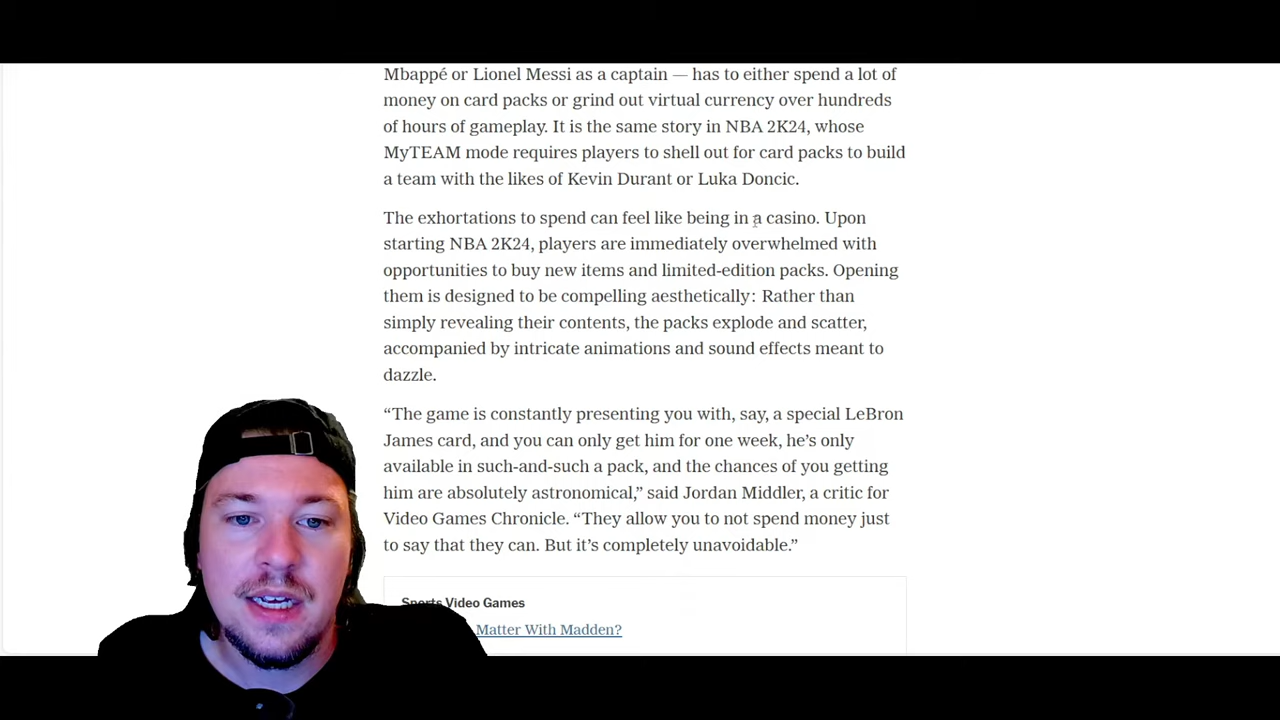 Mbappé or Lionel Messi as a captain — has to either spend a lot of
money on card packs or grind out virtual currency over hundreds
of hours of gameplay. It is the same story in NBA 2K24, whose
MyTEAM mode requires players to shell out for card packs to build
a team with the likes of Kevin Durant or Luka Doncic.
The exhortations to spend can feel like being in a casino. Upon
starting NBA 2K24, players are immediately overwhelmed with
opportunities to buy new items and limited-edition packs. Opening
them is designed to be compelling aesthetically: Rather than
simply revealing their contents, the packs explode and scatter,
accompanied by intricate animations and sound effects meant to
dazzle.
“The game is constantly presenting you with, say, a special LeBron
James card, and you can only get him for one week, he’s only
available in such-and-such a pack, and the chances of you getting
him are absolutely astronomical,” said Jordan Middler, a critic for
Video Games Chronicle. “They allow you to not spend money just
to say that they can. But it’s completely unavoidable.”
Sports Video Games
Matter With Madden?